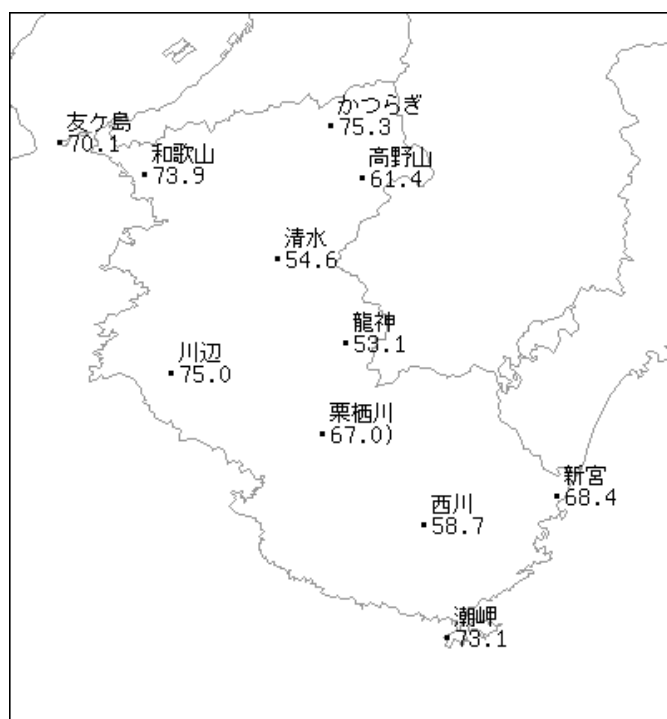 かつらぎ
75.3
友ケ島
70.1
和歌山
73.9
高野山
61.4
清水
54.6
龍神
53.1
川辺
75.0
栗栖川
67.0)
新宮
68.4
西川
58.7
潮岬
73.1